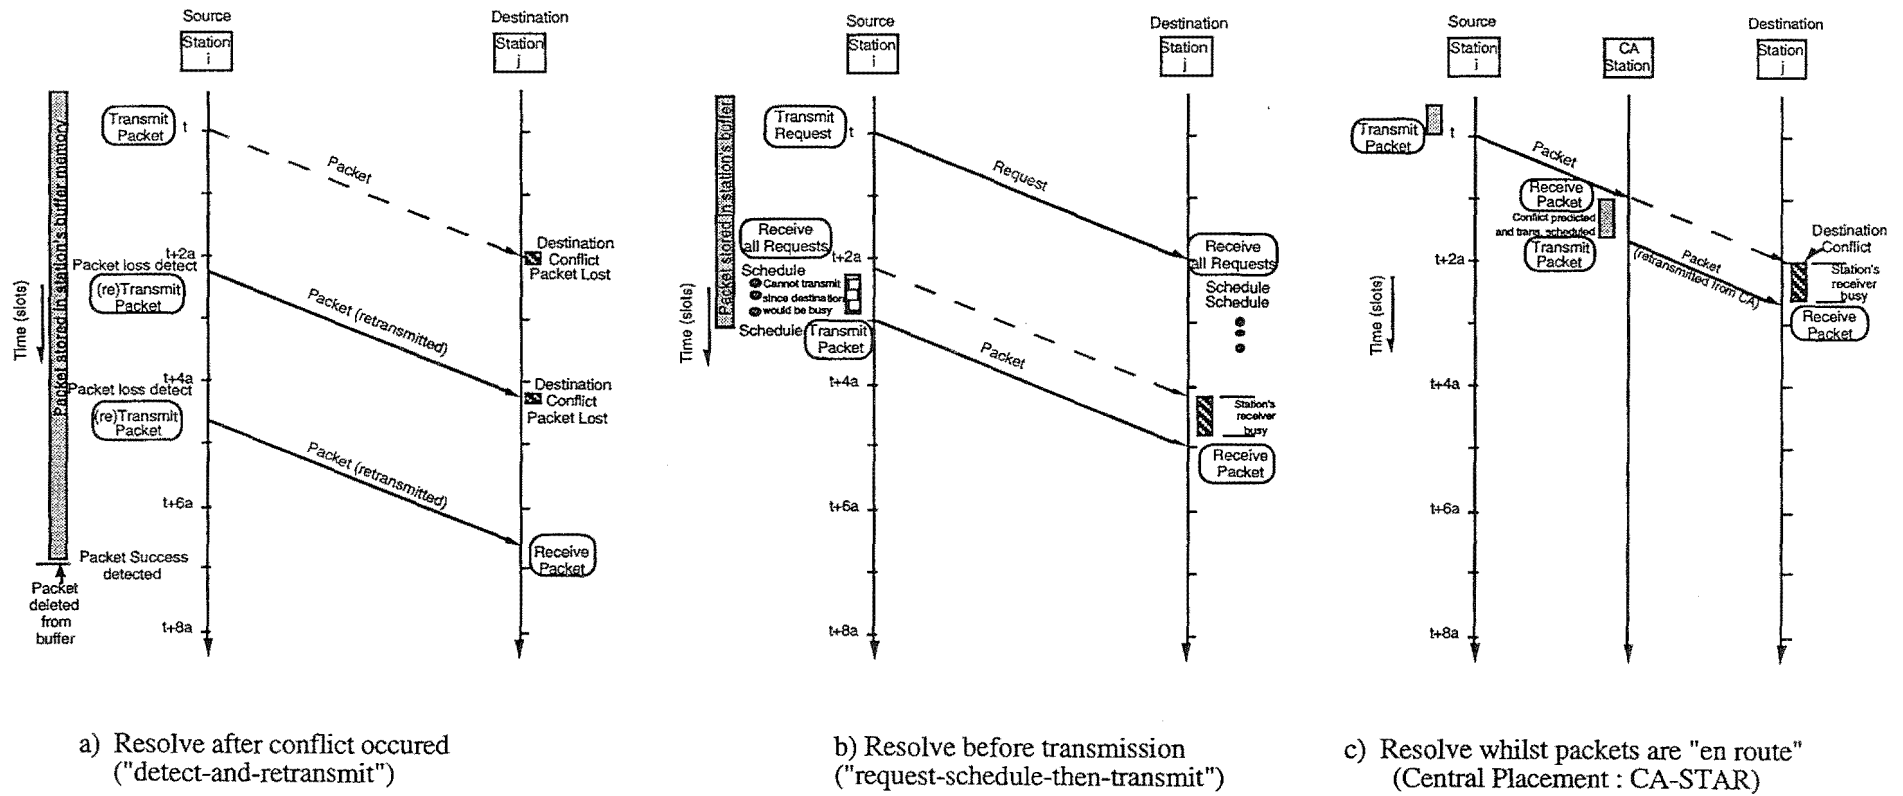 Source
Station
i
Destination
Station
j
Packet stored in station's buffer memory
Transmit
Packet
t
Packet
Destination
Conflict
Packet Lost
t+2a
Packet loss detect
(re)Transmit
Packet
Time (slots)
Packet (retransmitted)
t+4a
Packet loss detect
(re)Transmit
Packet
Destination
Conflict
Packet Lost
Packet (retransmitted)
t+6a
Packet Success
detected
Receive
Packet
Packet
deleted
from
buffer
t+8a
a) Resolve after conflict occured
("detect-and-retransmit")
Source
Station
i
Destination
Station
j
Packet stored in station's buffer
Transmit
Request
t
Request
Receive
all Requests
t+2a
Receive
all Requests
Schedule
Cannot transmit
since destination
would be busy
Schedule
Schedule
Time (slots)
Schedule
Transmit
Packet
Packet
t+4a
Station's
receiver
busy
Receive
Packet
t+6a
t+8a
b) Resolve before transmission
("request-schedule-then-transmit")
Source
Station
i
CA
Station
Destination
Station
j
Transmit
Packet
t
Packet
Receive
Packet
Conflict predicted
and trans. scheduled
Transmit
Packet
Destination
Conflict
t+2a
Packet
(retransmitted from CA)
Station's
receiver
busy
Receive
Packet
Time (slots)
t+4a
t+6a
t+8a
c) Resolve whilst packets are "en route"
(Central Placement : CA-STAR)